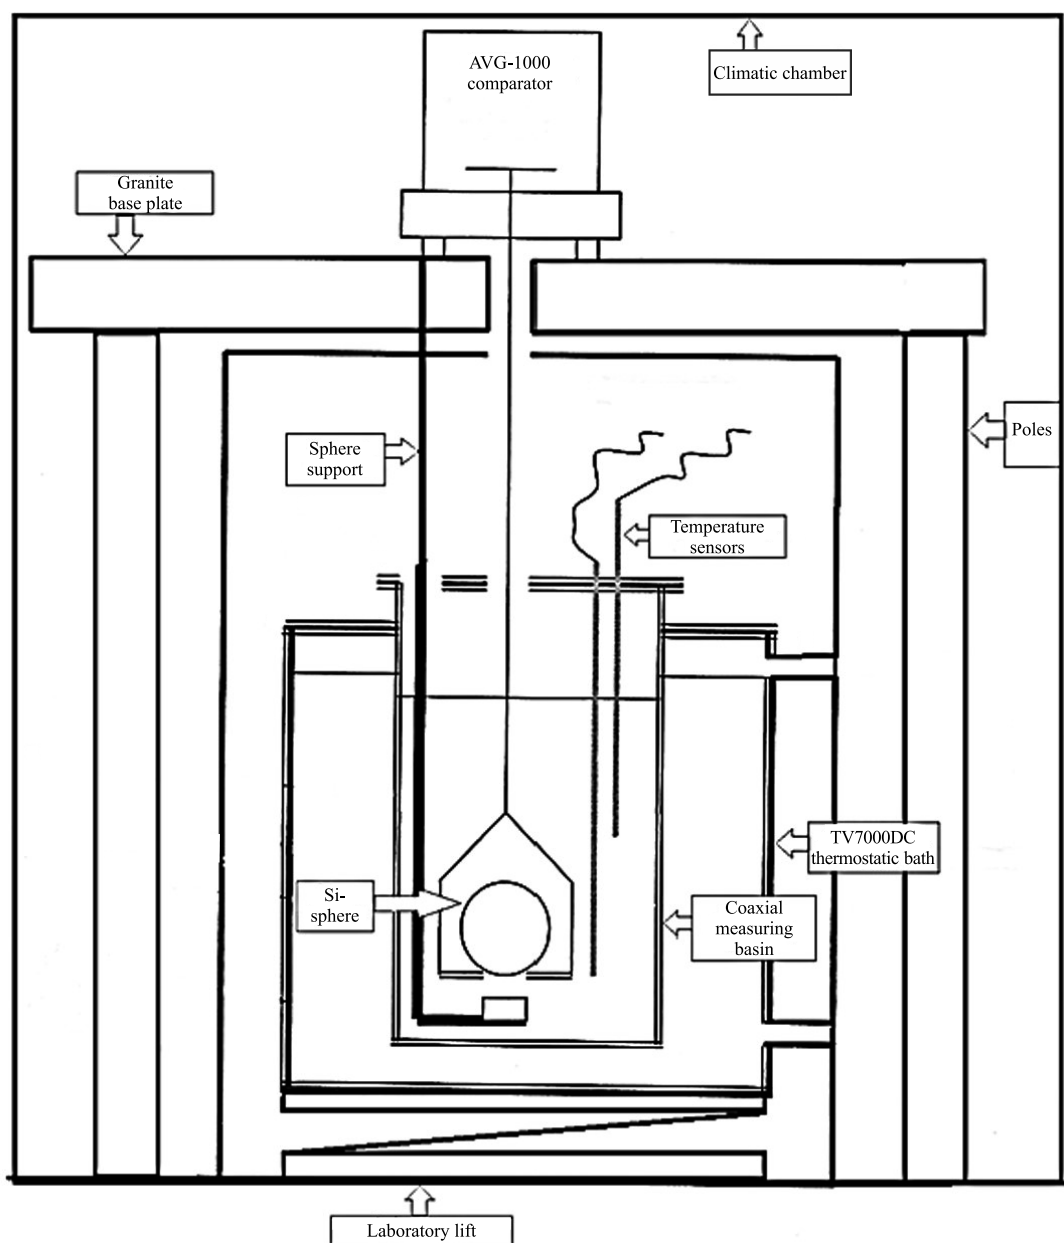 AVG-1000
comparator
Climatic chamber
Granite
base plate
Poles
Sphere
support
Temperature
sensors
TV7000DC
thermostatic bath
Si-
sphere
Coaxial
measuring
basin
Laboratory lift